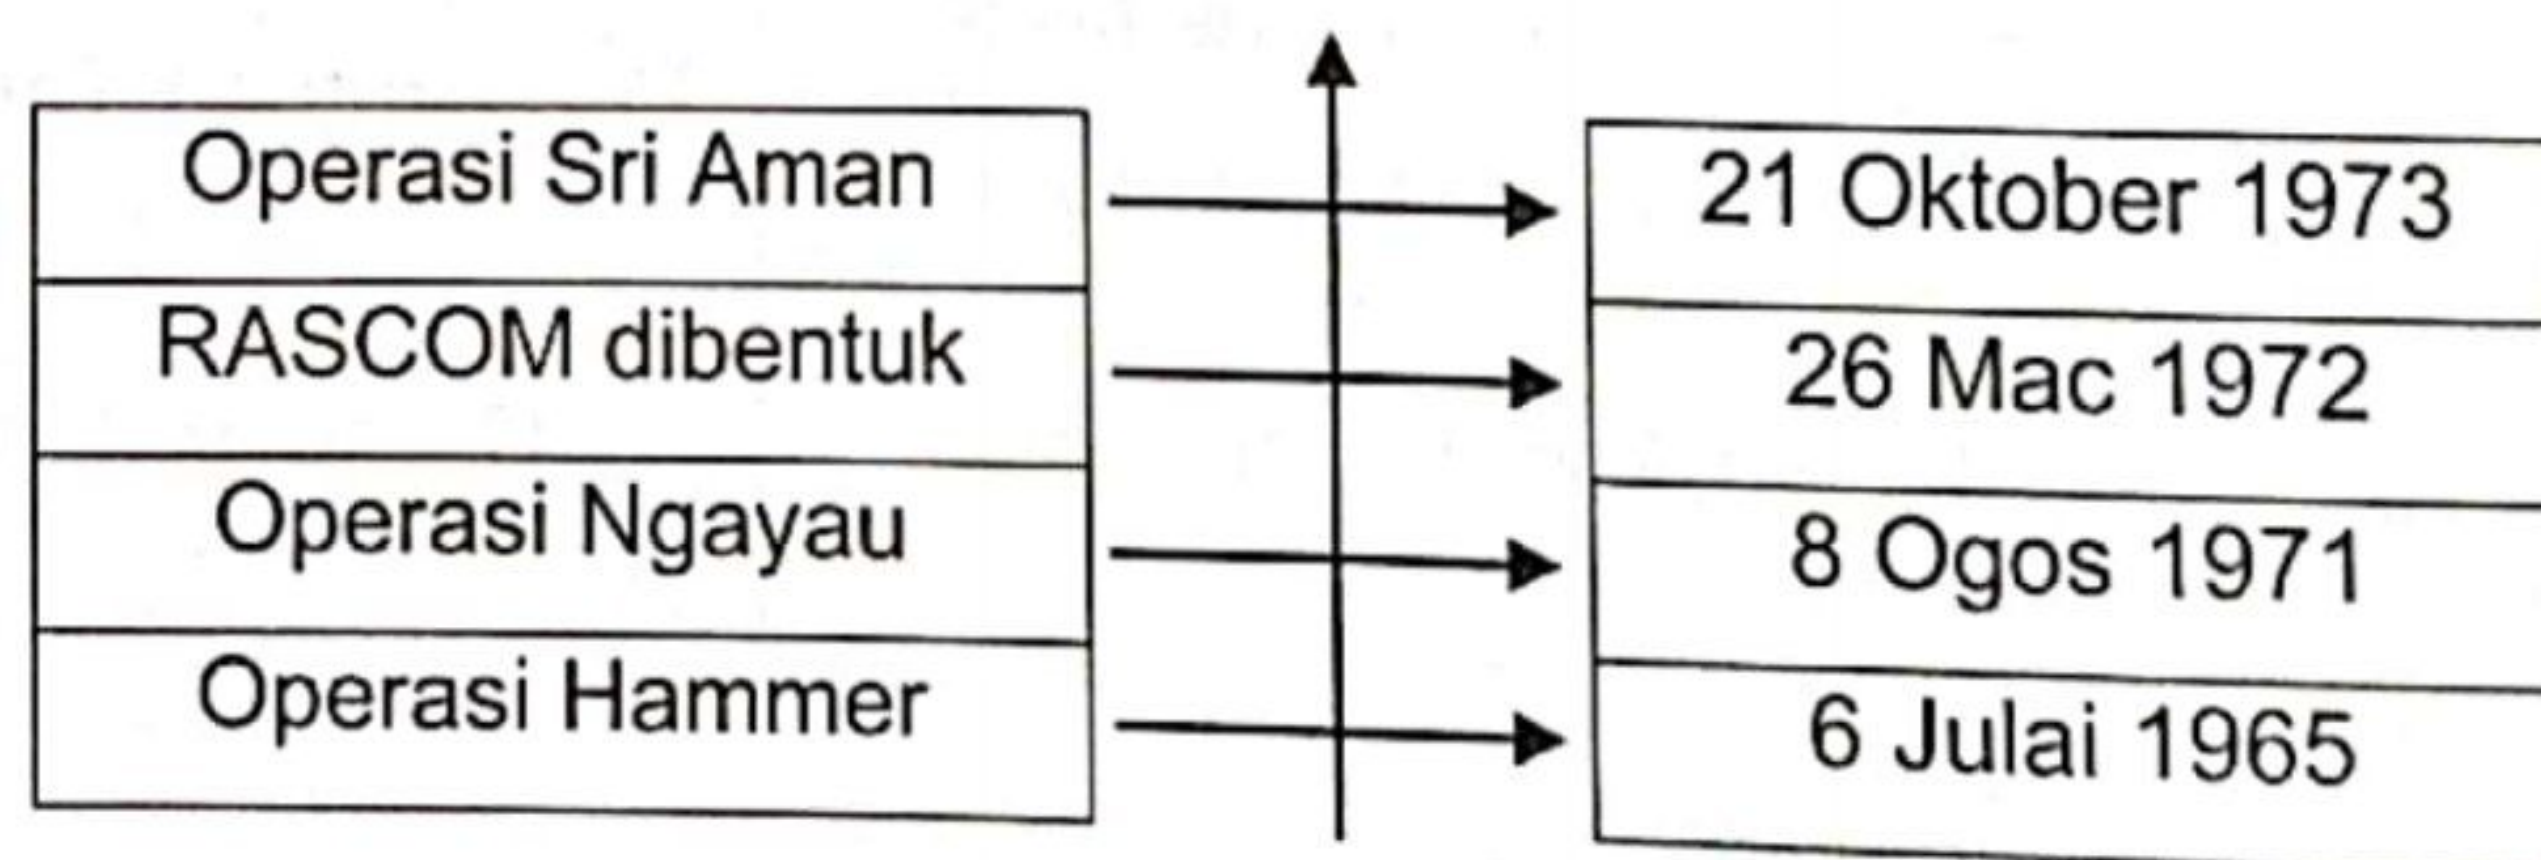 Operasi Sri Aman
21 Oktober 1973
RASCOM dibentuk
26 Mac 1972
Operasi Ngayau
8 Ogos 1971
Operasi Hammer
6 Julai 1965